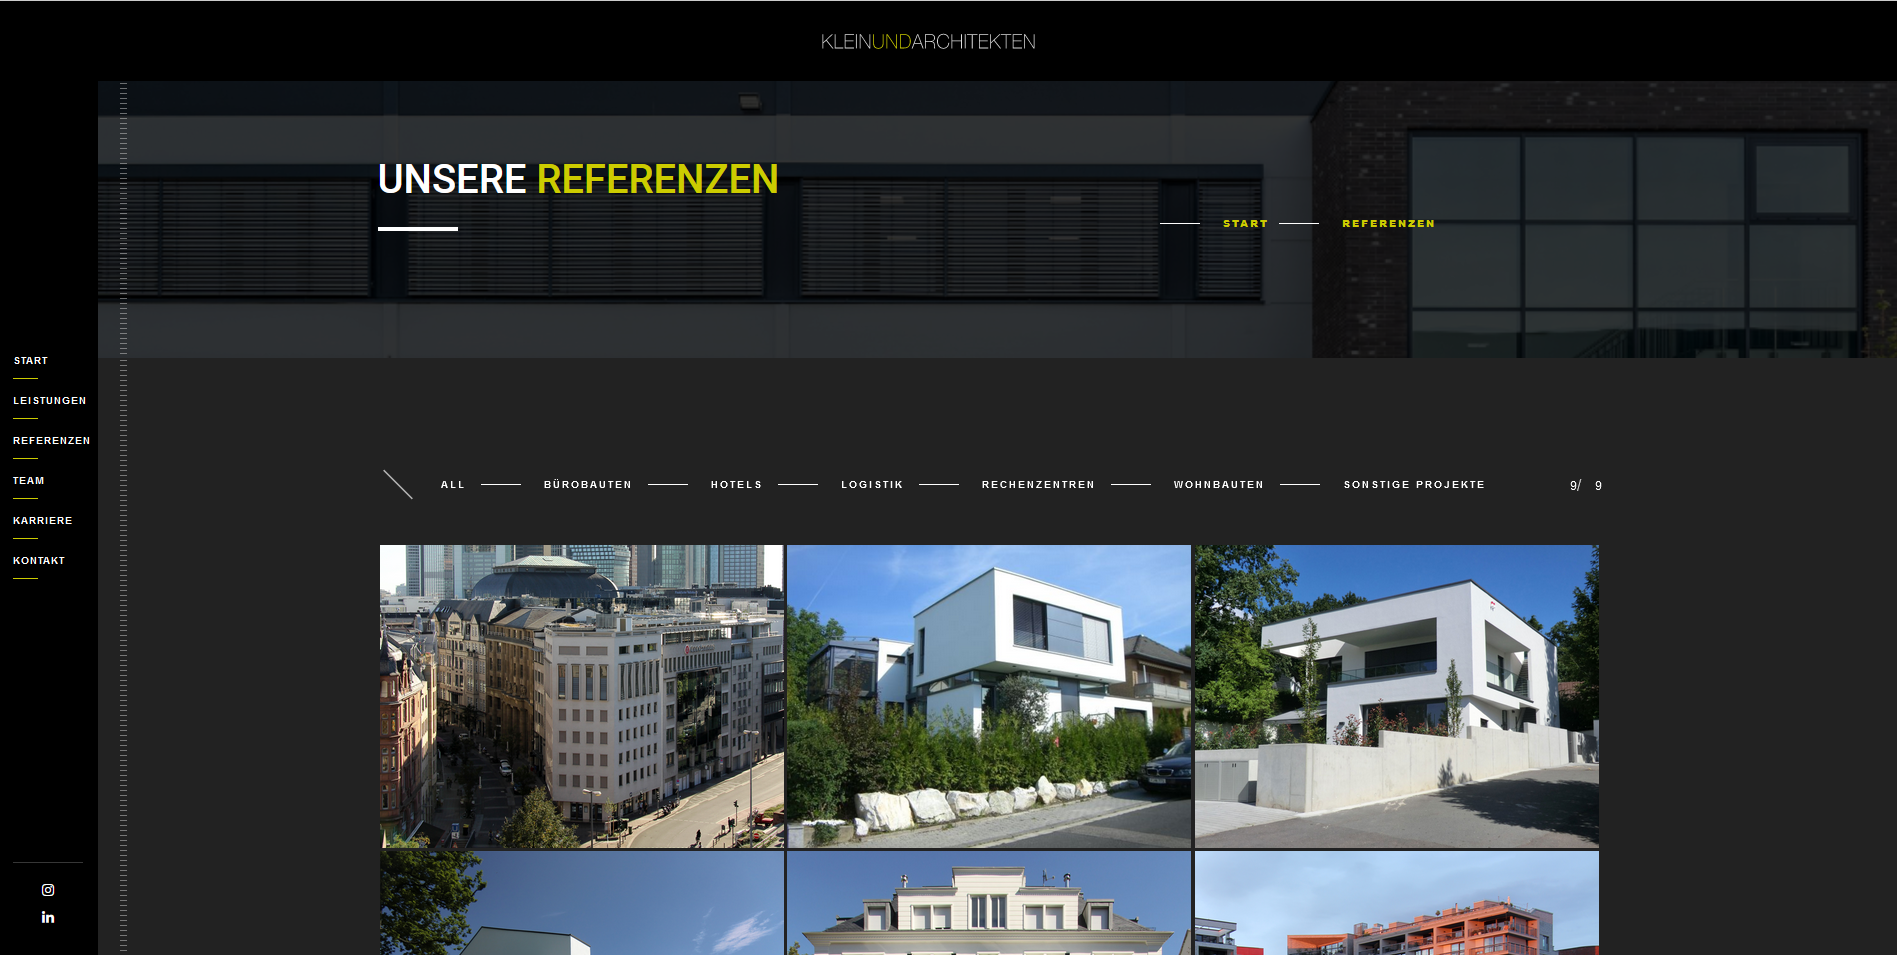 KLEINUNDARCHITEKTEN
UNSERE REFERENZEN
START REFERENZEN
START
LEISTUNGEN
REFERENZEN
TEAM
KARRIERE
KONTAKT
ALL BÜROBAUTEN HOTELS LOGISTIK RECHENZENTREN WOHNBAUTEN SONSTIGE PROJEKTE 9/ 9
in